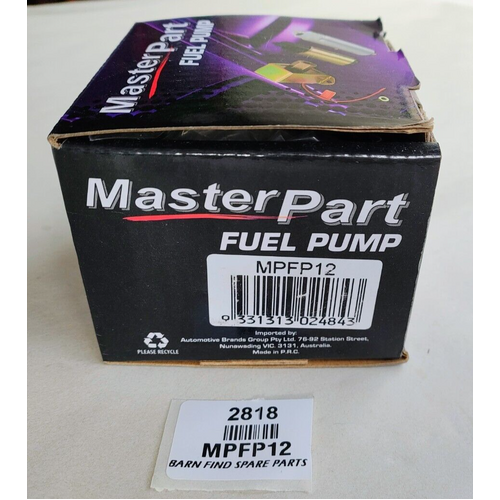 MasterPart
FUEL PUMP
MasterPart
FUEL PUMP
MPFP12
9 331313 024843
Imported by:
Automotive Brands Group Pty Ltd. 76-92 Station Street,
Nunawading VIC. 3131, Australia.
Made in P.R.C.
PLEASE RECYCLE
2818
MPFP12
BARN FIND SPARE PARTS